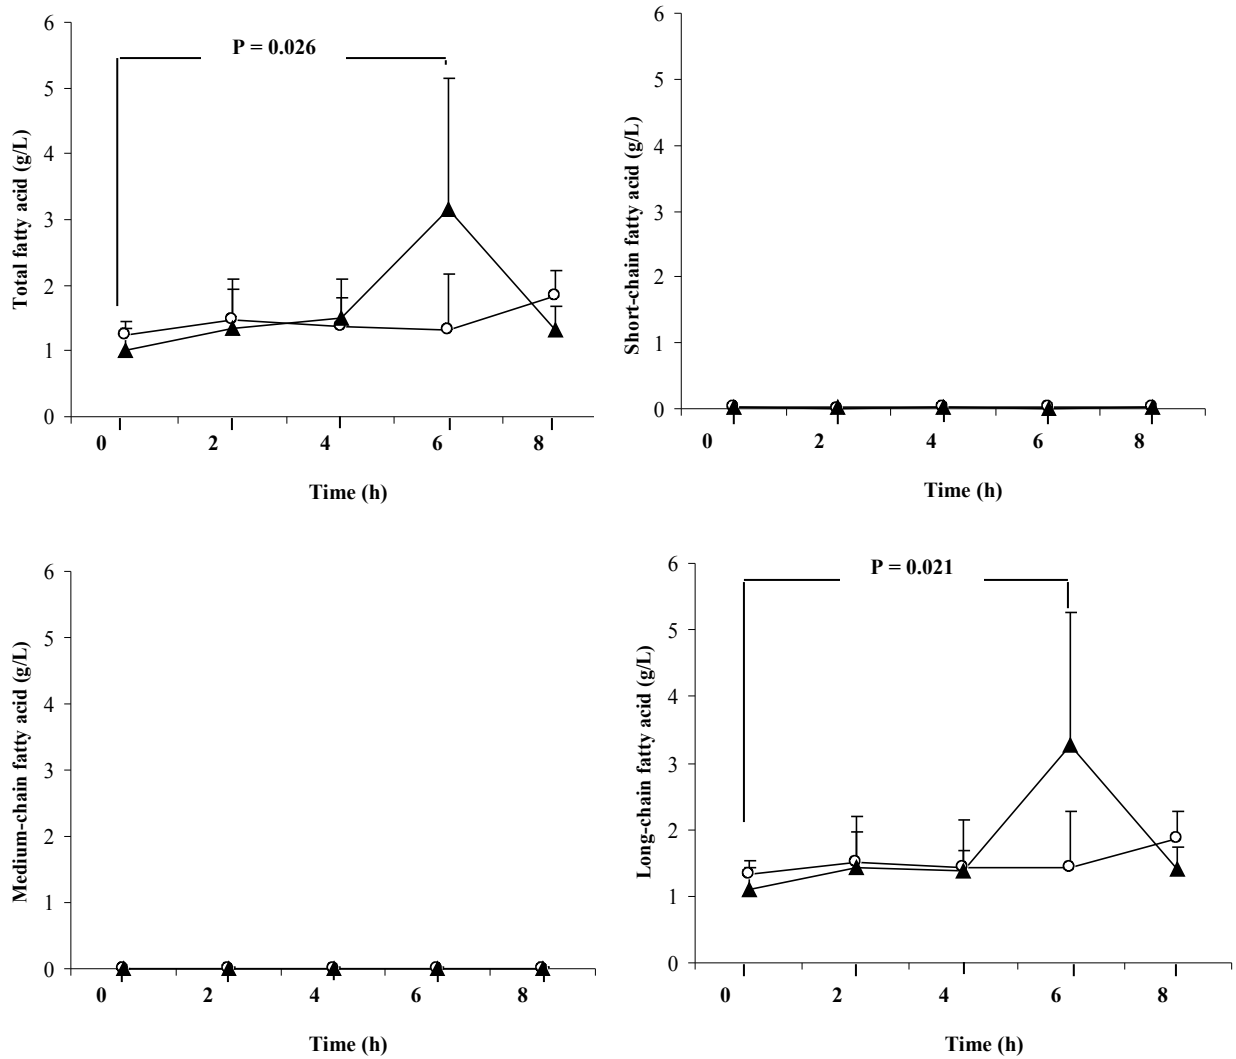 P = 0.026
Total fatty acid (g/L)
6
5
4
3
2
1
0
0 2 4 6 8
Time (h)
Short-chain fatty acid (g/L)
6
5
4
3
2
1
0
0 2 4 6 8
Time (h)
Medium-chain fatty acid (g/L)
6
5
4
3
2
1
0
0 2 4 6 8
Time (h)
P = 0.021
Long-chain fatty acid (g/L)
6
5
4
3
2
1
0
0 2 4 6 8
Time (h)